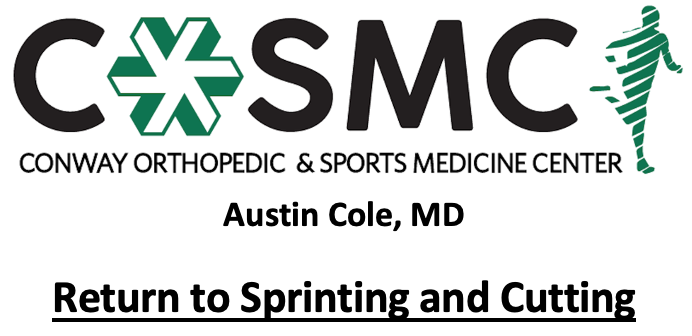 COSMC
CONWAY ORTHOPEDIC & SPORTS MEDICINE CENTER
Austin Cole, MD
Return to Sprinting and Cutting